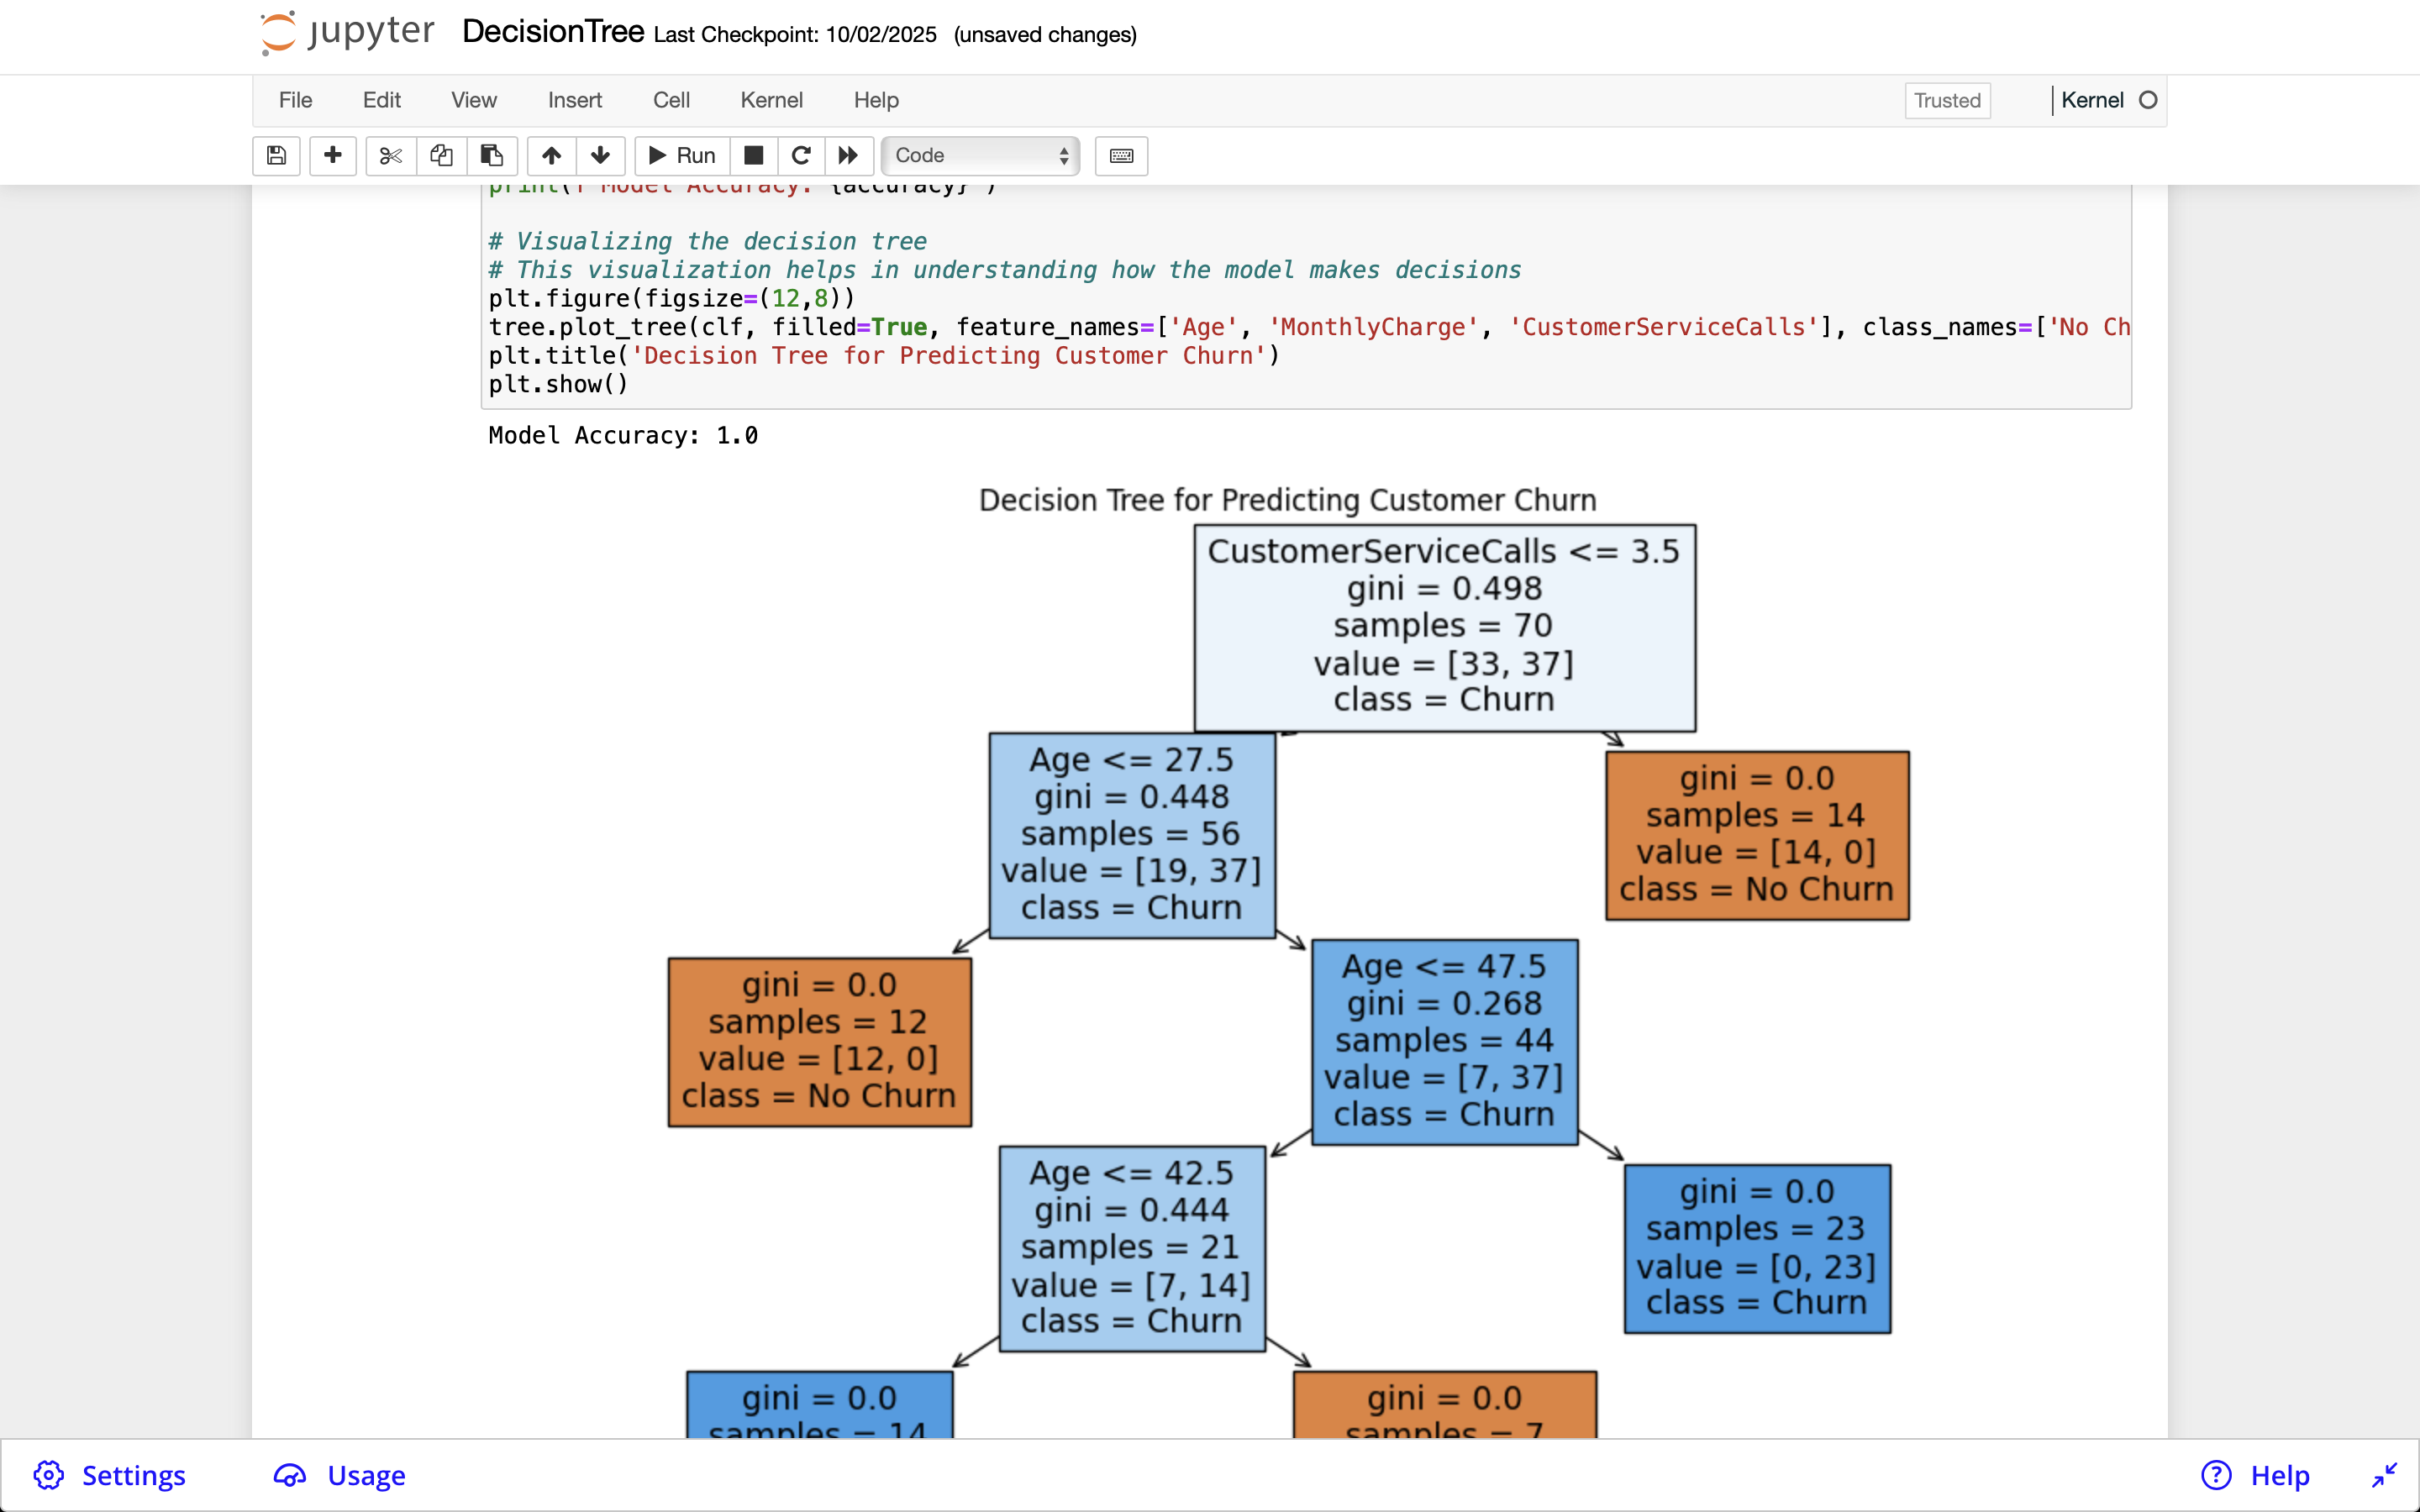 jupyter DecisionTree Last Checkpoint: 10/02/2025 (unsaved changes)
File Edit View Insert Cell Kernel Help Trusted Kernel
Run Code
print(f"Model Accuracy: {accuracy}")
# Visualizing the decision tree
# This visualization helps in understanding how the model makes decisions
plt.figure(figsize=(12,8))
tree.plot_tree(clf, filled=True, feature_names=['Age', 'MonthlyCharge', 'CustomerServiceCalls'], class_names=['No Ch
plt.title('Decision Tree for Predicting Customer Churn')
plt.show()
Model Accuracy: 1.0
Decision Tree for Predicting Customer Churn
CustomerServiceCalls <= 3.5
gini = 0.498
samples = 70
value = [33, 37]
class = Churn
Age <= 27.5
gini = 0.448
samples = 56
value = [19, 37]
class = Churn
gini = 0.0
samples = 14
value = [14, 0]
class = No Churn
gini = 0.0
samples = 12
value = [12, 0]
class = No Churn
Age <= 47.5
gini = 0.268
samples = 44
value = [7, 37]
class = Churn
Age <= 42.5
gini = 0.444
samples = 21
value = [7, 14]
class = Churn
gini = 0.0
samples = 23
value = [0, 23]
class = Churn
gini = 0.0
samples = 14
gini = 0.0
samples = 7
Settings Usage Help